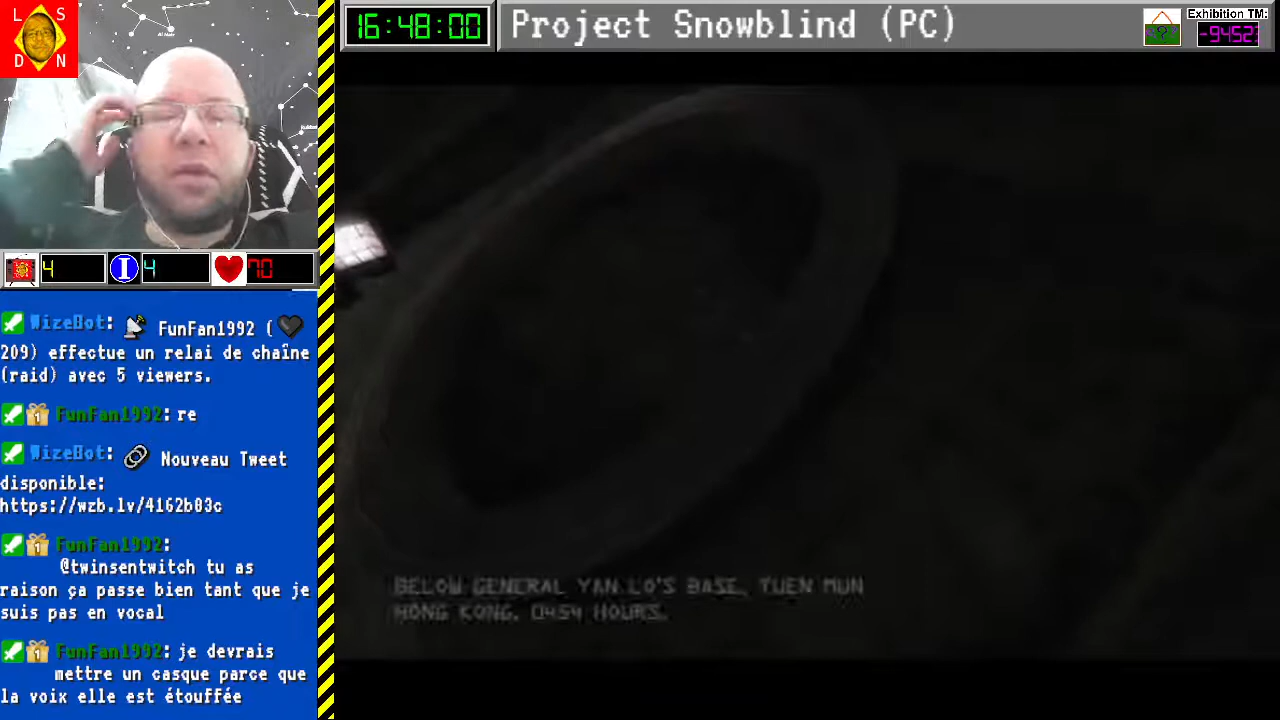 L S
D N
16:48:00
Project Snowblind (PC)
Exhibition TM:
4
4
70
WizeBot: FunFan1992 (
209) effectue un relai de chaîne
(raid) avec 5 viewers.
FunFan1992: re
WizeBot: Nouveau Tweet
disponible:
https://wzb.lv/4162b03c
FunFan1992:
@twinsentwitch tu as
raison ça passe bien tant que je
suis pas en vocal
FunFan1992: je devrais
mettre un casque parce que
la voix elle est étouffée
BELOW GENERAL YAN LO'S BASE, TUEN MUN
HONG KONG. 0454 HOURS.